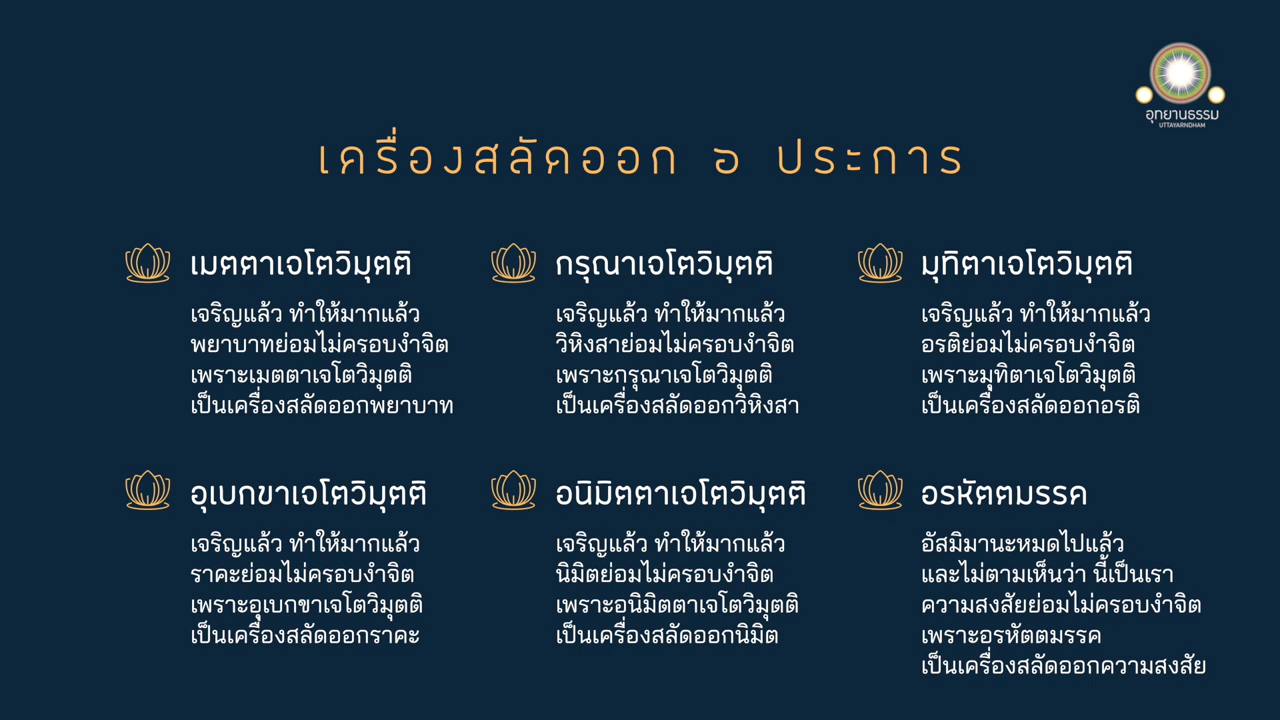 อุทยานธรรม
UTTAYARNDHAM
เครื่องสลัดออก ๖ ประการ
เมตตาเจโตวิมุตติ
เจริญแล้ว ทำให้มากแล้ว
พยาบาทย่อมไม่ครอบงำจิต
เพราะเมตตาเจโตวิมุตติ
เป็นเครื่องสลัดออกพยาบาท
กรุณาเจโตวิมุตติ
เจริญแล้ว ทำให้มากแล้ว
วิหิงสาย่อมไม่ครอบงำจิต
เพราะกรุณาเจโตวิมุตติ
เป็นเครื่องสลัดออกวิหิงสา
มุทิตาเจโตวิมุตติ
เจริญแล้ว ทำให้มากแล้ว
อรติย่อมไม่ครอบงำจิต
เพราะมุทิตาเจโตวิมุตติ
เป็นเครื่องสลัดออกอรติ
อุเบกขาเจโตวิมุตติ
เจริญแล้ว ทำให้มากแล้ว
ราคะย่อมไม่ครอบงำจิต
เพราะอุเบกขาเจโตวิมุตติ
เป็นเครื่องสลัดออกราคะ
อนิมิตตาเจโตวิมุตติ
เจริญแล้ว ทำให้มากแล้ว
นิมิตย่อมไม่ครอบงำจิต
เพราะอนิมิตตาเจโตวิมุตติ
เป็นเครื่องสลัดออกนิมิต
อรหัตตมรรค
อัสมิมานะหมดไปแล้ว
และไม่ตามเห็นว่า นี้เป็นเรา
ความสงสัยย่อมไม่ครอบงำจิต
เพราะอรหัตตมรรค
เป็นเครื่องสลัดออกความสงสัย